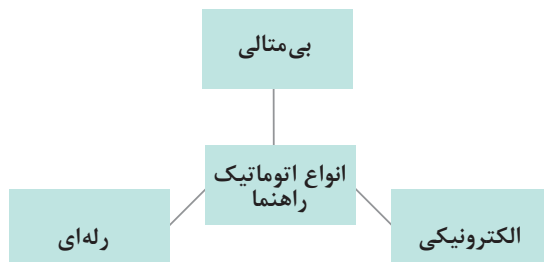 بی‌متالی
انواع اتوماتیک
راهنما
الکترونیکی
رله‌ای